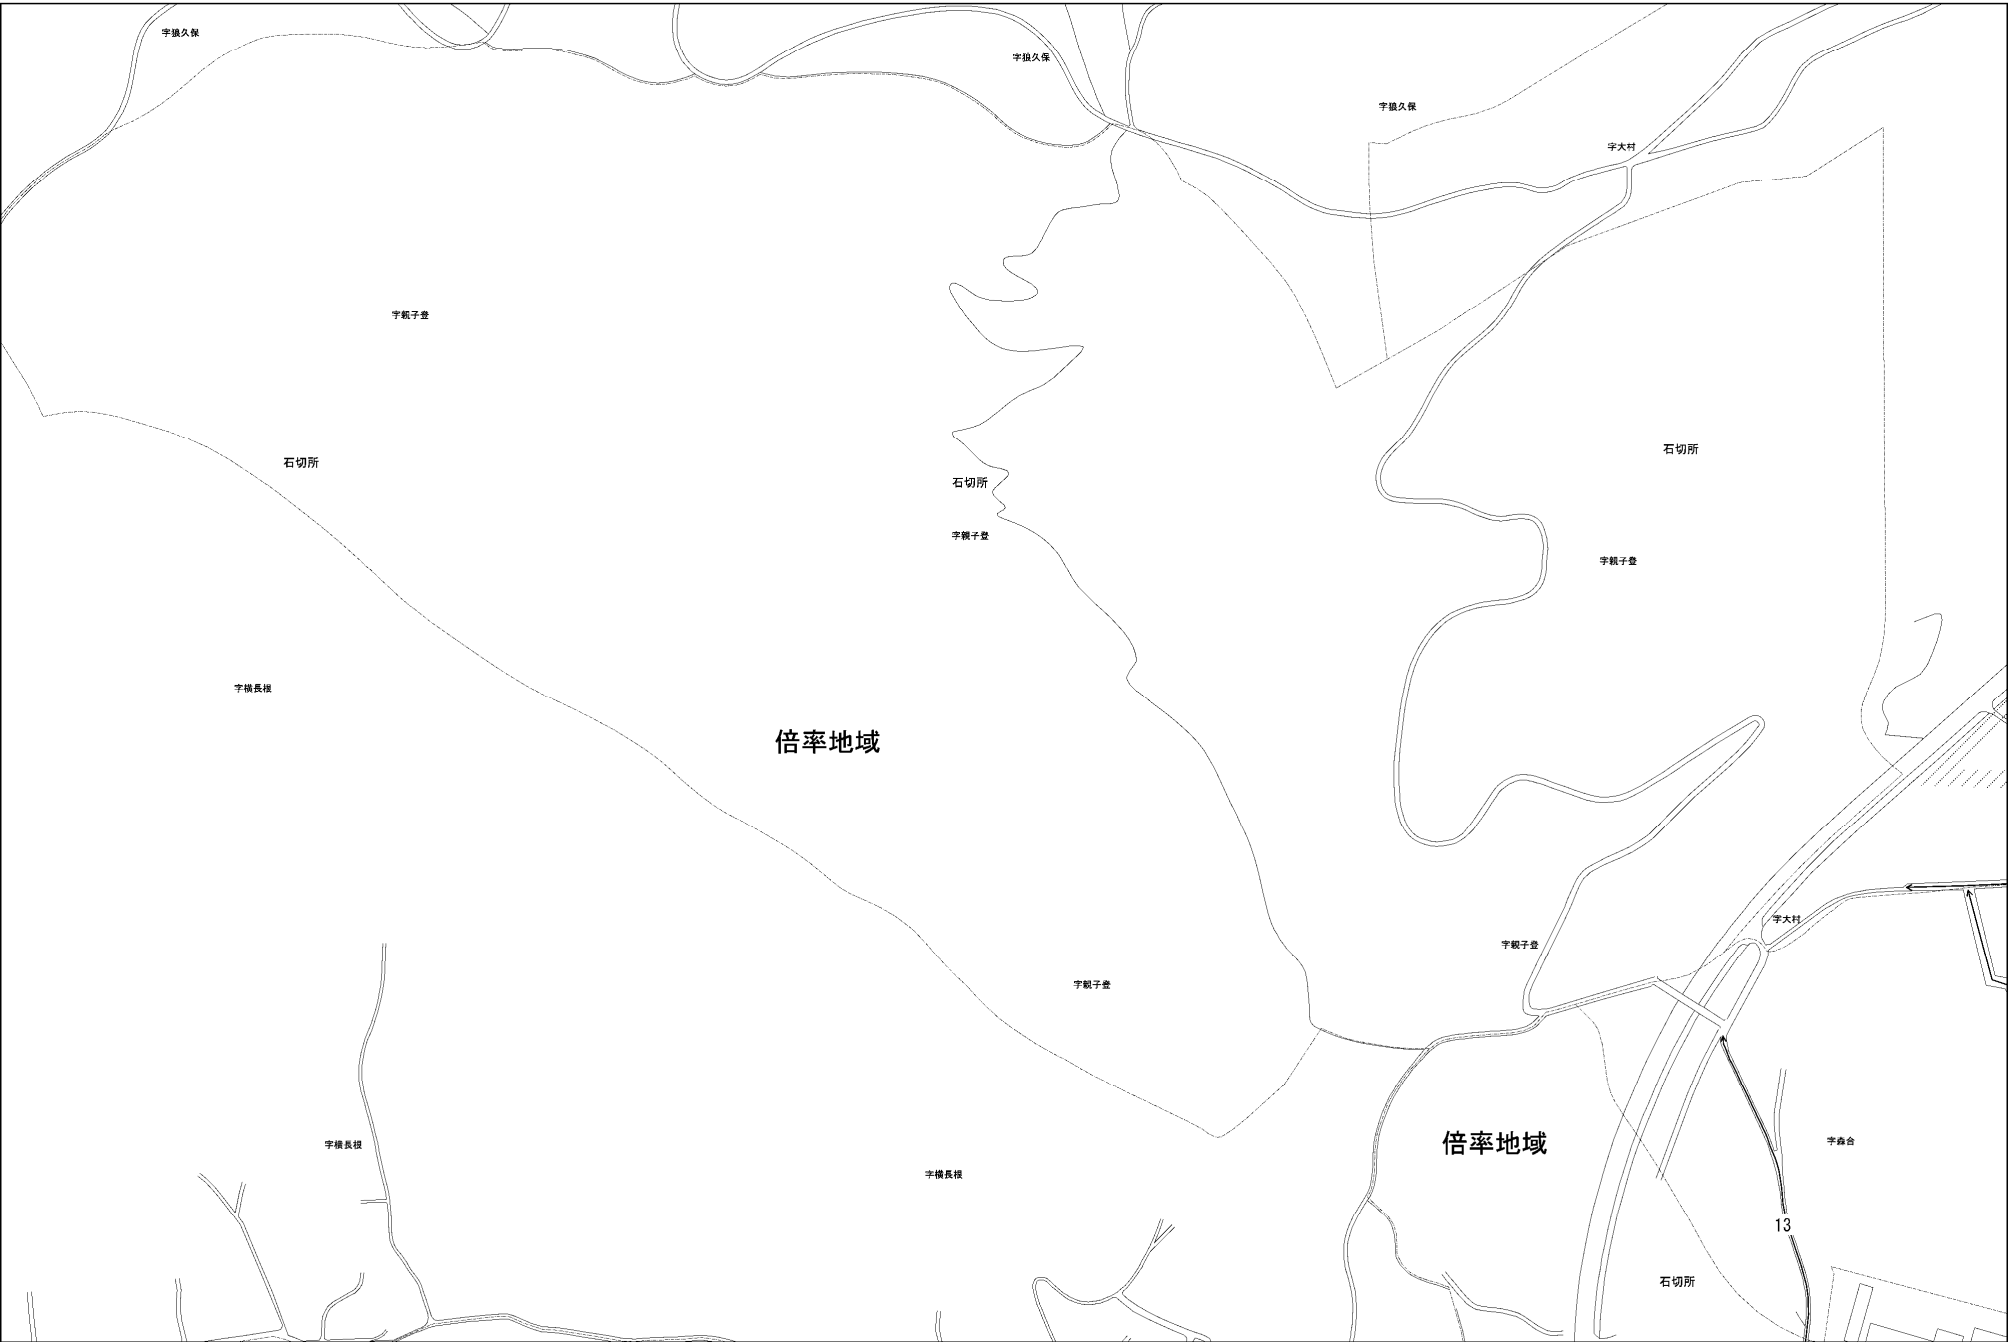 字狼久保
字狼久保
字狼久保
字大村
字親子登
石切所
石切所
石切所
字親子登
字親子登
字横長根
倍率地域
字大村
字親子登
字親子登
倍率地域
字森合
字横長根
字横長根
13
石切所